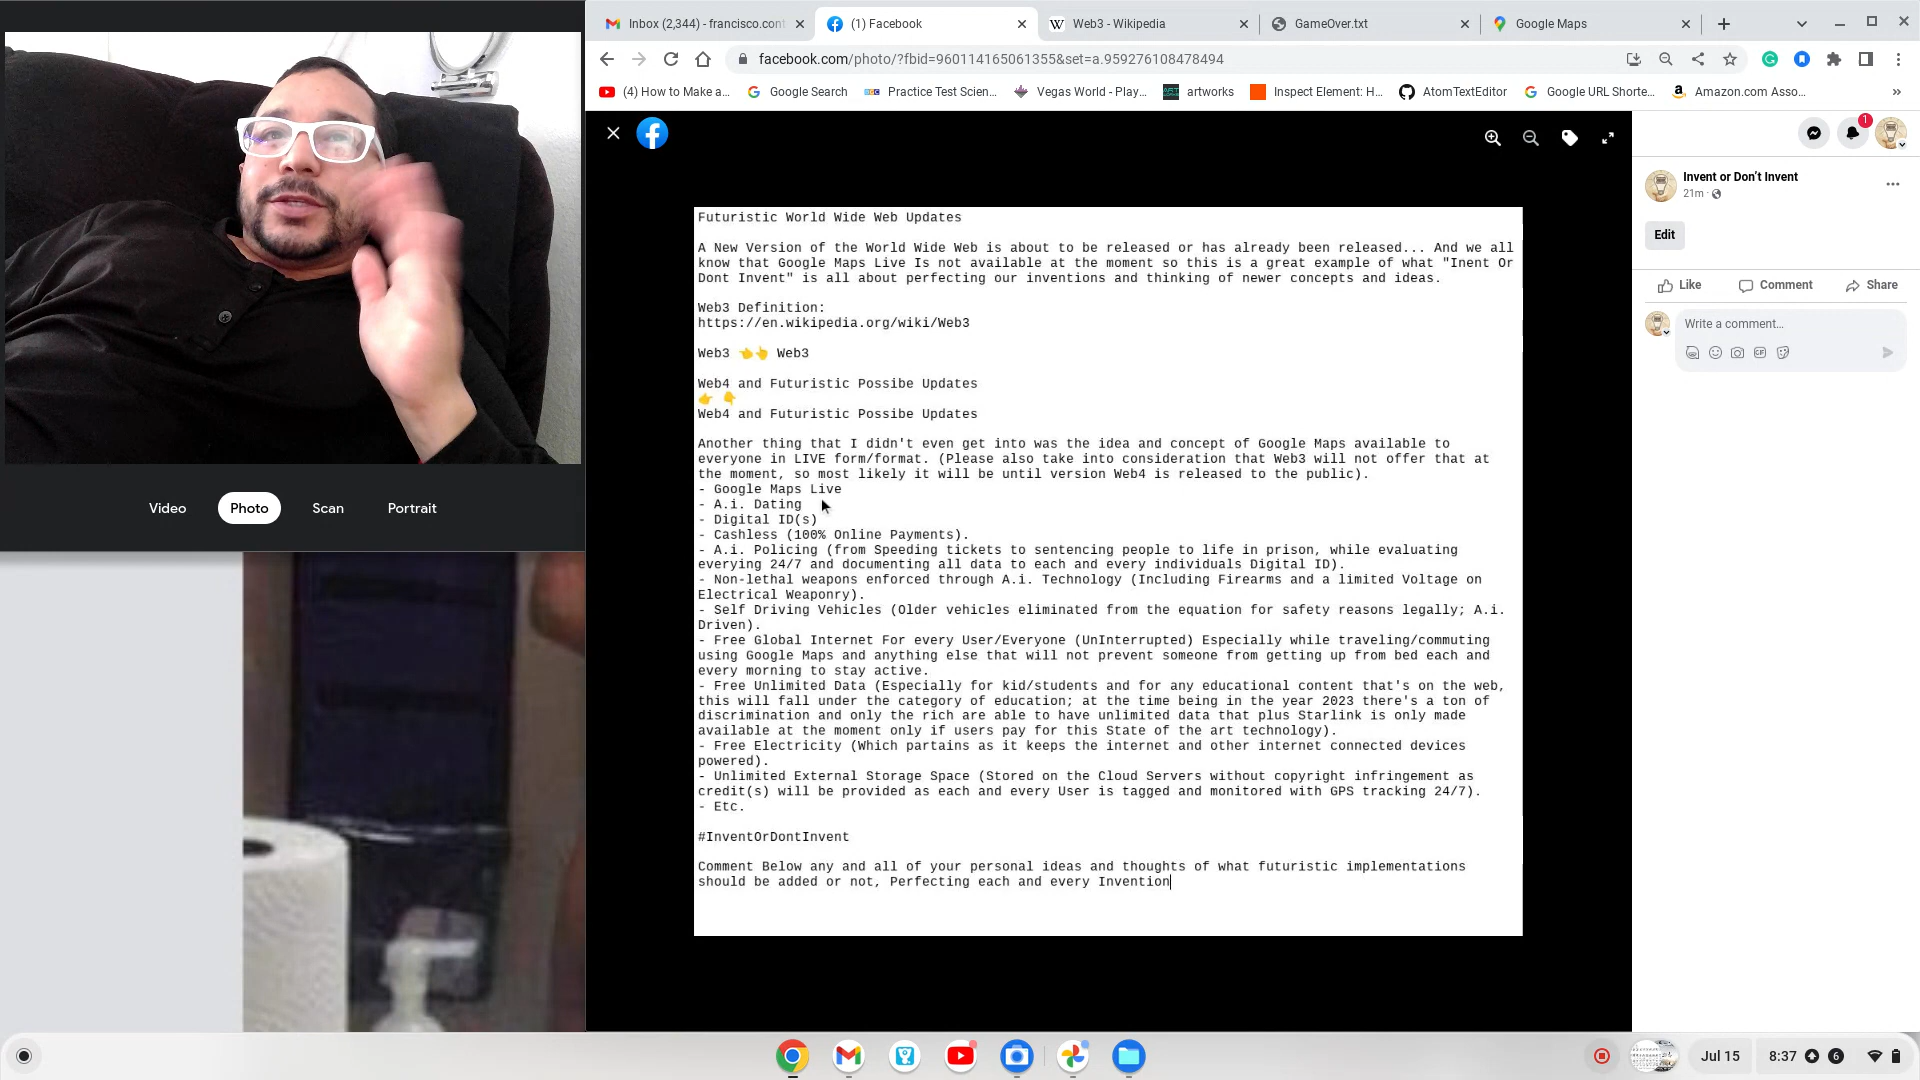 Inbox (2,344) - francisco.cont
(1) Facebook
Web3 - Wikipedia
GameOver.txt
Google Maps
facebook.com/photo/?fbid=960114165061355&set=a.959276108478494
(4) How to Make a...
Google Search
Practice Test Scien...
Vegas World - Play...
artworks
Inspect Element: H...
AtomTextEditor
Google URL Shorte...
Amazon.com Asso...
»
Video
Photo
Scan
Portrait
Futuristic World Wide Web Updates
A New Version of the World Wide Web is about to be released or has already been released... And we all
know that Google Maps Live Is not available at the moment so this is a great example of what "Inent Or
Dont Invent" is all about perfecting our inventions and thinking of newer concepts and ideas.
Web3 Definition:
https://en.wikipedia.org/wiki/Web3
Web3 👈👆 Web3
Web4 and Futuristic Possibe Updates
👉 👇
Web4 and Futuristic Possibe Updates
Another thing that I didn't even get into was the idea and concept of Google Maps available to
everyone in LIVE form/format. (Please also take into consideration that Web3 will not offer that at
the moment, so most likely it will be until version Web4 is released to the public).
- Google Maps Live
- A.i. Dating
- Digital ID(s)
- Cashless (100% Online Payments).
- A.i. Policing (from Speeding tickets to sentencing people to life in prison, while evaluating
everying 24/7 and documenting all data to each and every individuals Digital ID).
- Non-lethal weapons enforced through A.i. Technology (Including Firearms and a limited Voltage on
Electrical Weaponry).
- Self Driving Vehicles (Older vehicles eliminated from the equation for safety reasons legally; A.i.
Driven).
- Free Global Internet For every User/Everyone (UnInterrupted) Especially while traveling/commuting
using Google Maps and anything else that will not prevent someone from getting up from bed each and
every morning to stay active.
- Free Unlimited Data (Especially for kid/students and for any educational content that's on the web,
this will fall under the category of education; at the time being in the year 2023 there's a ton of
discrimination and only the rich are able to have unlimited data that plus Starlink is only made
available at the moment only if users pay for this State of the art technology).
- Free Electricity (Which partains as it keeps the internet and other internet connected devices
powered).
- Unlimited External Storage Space (Stored on the Cloud Servers without copyright infringement as
credit(s) will be provided as each and every User is tagged and monitored with GPS tracking 24/7).
- Etc.
#InventOrDontInvent
Comment Below any and all of your personal ideas and thoughts of what futuristic implementations
should be added or not, Perfecting each and every Invention
1
Invent or Don't Invent
21m ·
Edit
Like
Comment
Share
Write a comment...
GIF
Jul 15
8:37
6